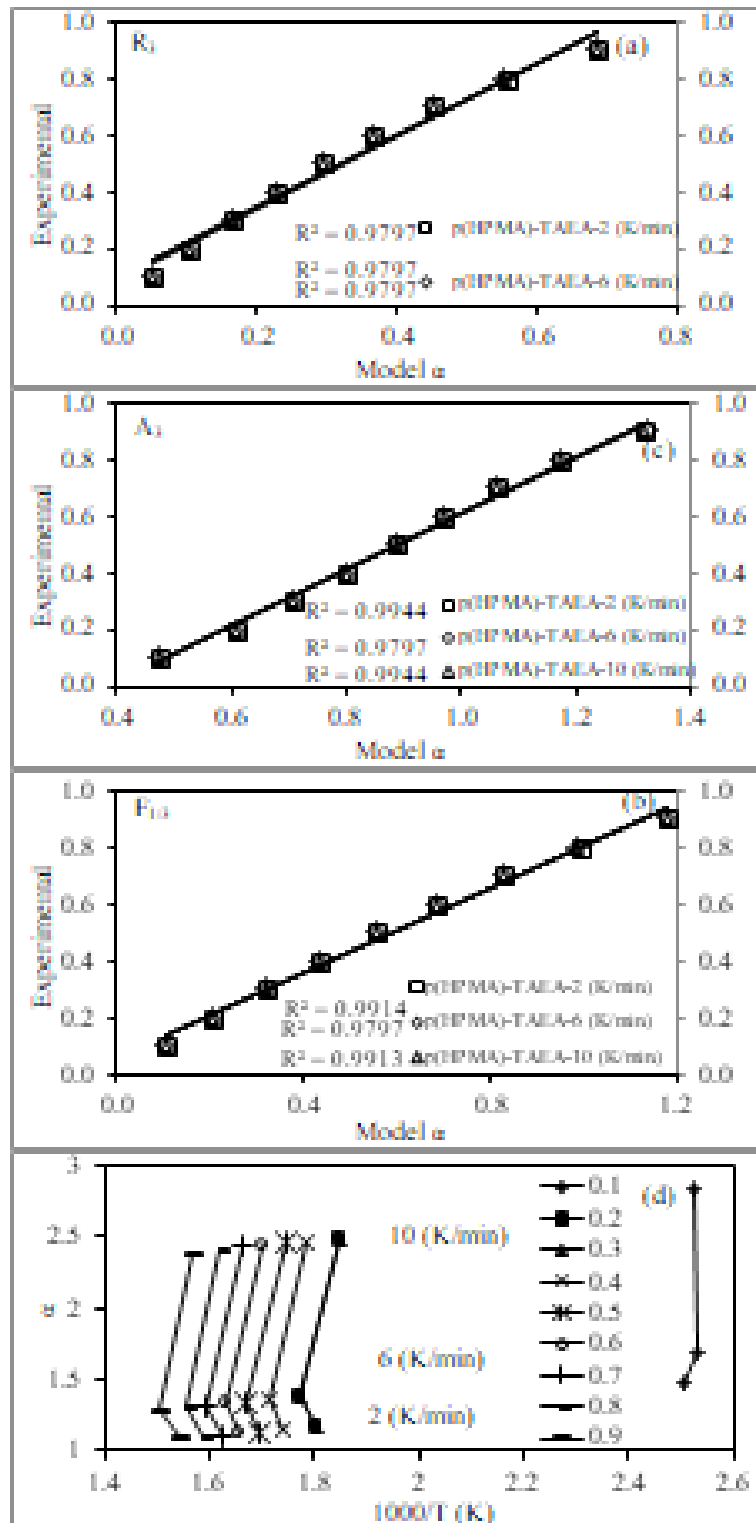 R₃
(a)
1.0
1.0
0.8
0.8
0.6
0.6
0.4
0.4
0.2
0.2
0.0
0.0
Experimental
R² = 0.9797
p(HPMA)-TAEA-2 (K/min)
R² = 0.9797
R² = 0.9797
p(HPMA)-TAEA-6 (K/min)
0.0 0.2 0.4 0.6 0.8
Model α
(c)
1.0
1.0
0.8
0.8
0.6
0.6
0.4
0.4
0.2
0.2
0.0
0.0
Experimental
R² = 0.9944
p(HPMA)-TAEA-2 (K/min)
R² = 0.9797
p(HPMA)-TAEA-6 (K/min)
R² = 0.9944
p(HPMA)-TAEA-10 (K/min)
0.4 0.6 0.8 1.0 1.2 1.4
Model α
(b)
1.0
1.0
0.8
0.8
0.6
0.6
0.4
0.4
0.2
0.2
0.0
0.0
Experimental
R² = 0.9914
p(HPMA)-TAEA-2 (K/min)
R² = 0.9797
p(HPMA)-TAEA-6 (K/min)
R² = 0.9913
p(HPMA)-TAEA-10 (K/min)
0.0 0.4 0.8 1.2
Model α
(d)
3
2.5
2
1.5
1
α
10 (K/min)
6 (K/min)
2 (K/min)
0.1
0.2
0.3
0.4
0.5
0.6
0.7
0.8
0.9
1.4 1.6 1.8 2 2.2 2.4 2.6
1000/T (K)